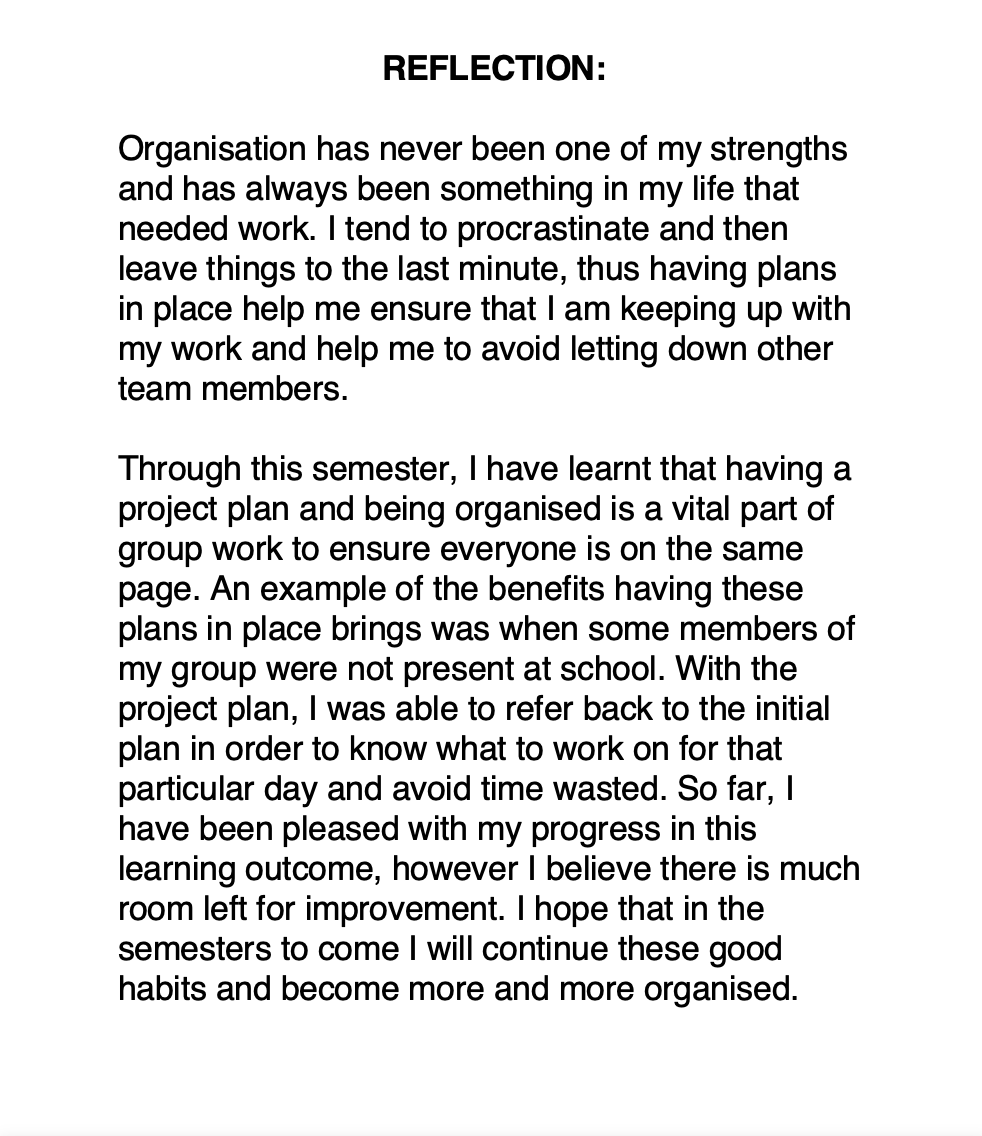 REFLECTION:
Organisation has never been one of my strengths
and has always been something in my life that
needed work. I tend to procrastinate and then
leave things to the last minute, thus having plans
in place help me ensure that I am keeping up with
my work and help me to avoid letting down other
team members.
Through this semester, I have learnt that having a
project plan and being organised is a vital part of
group work to ensure everyone is on the same
page. An example of the benefits having these
plans in place brings was when some members of
my group were not present at school. With the
project plan, I was able to refer back to the initial
plan in order to know what to work on for that
particular day and avoid time wasted. So far, I
have been pleased with my progress in this
learning outcome, however I believe there is much
room left for improvement. I hope that in the
semesters to come I will continue these good
habits and become more and more organised.